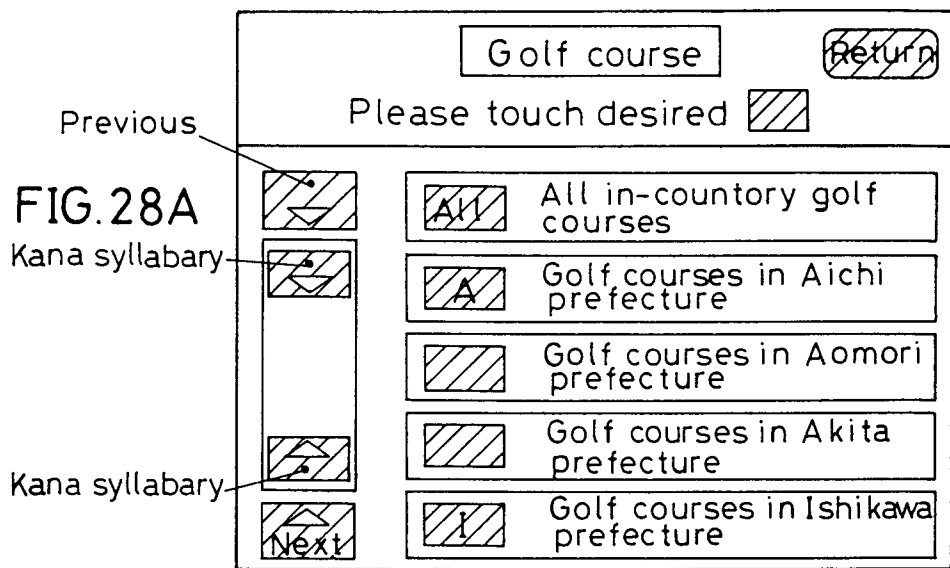 Golf course
Return
Please touch desired
Previous
FIG.28A
Kana syllabary
Kana syllabary
Next
All
All in-countory golf
courses
A
Golf courses in Aichi
prefecture
Golf courses in Aomori
prefecture
Golf courses in Akita
prefecture
I
Golf courses in Ishikawa
prefecture